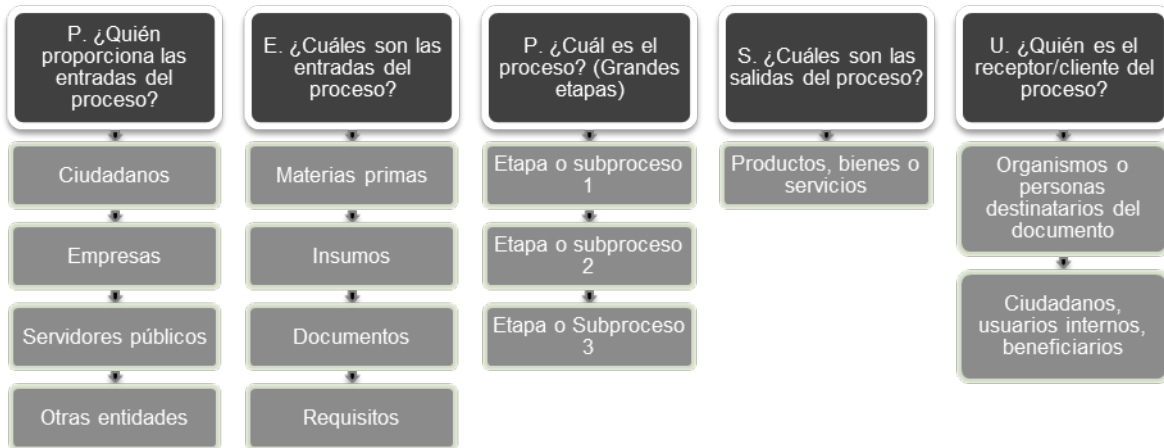 P. ¿Quién
proporciona las
entradas del
proceso?
Ciudadanos
Empresas
Servidores públicos
Otras entidades
E. ¿Cuáles son las
entradas del
proceso?
Materias primas
Insumos
Documentos
Requisitos
P. ¿Cuál es el
proceso? (Grandes
etapas)
Etapa o subproceso
1
Etapa o subproceso
2
Etapa o Subproceso
3
S. ¿Cuáles son las
salidas del proceso?
Productos, bienes o
servicios
U. ¿Quién es el
receptor/cliente del
proceso?
Organismos o
personas
destinatarios del
documento
Ciudadanos,
usuarios internos,
beneficiarios